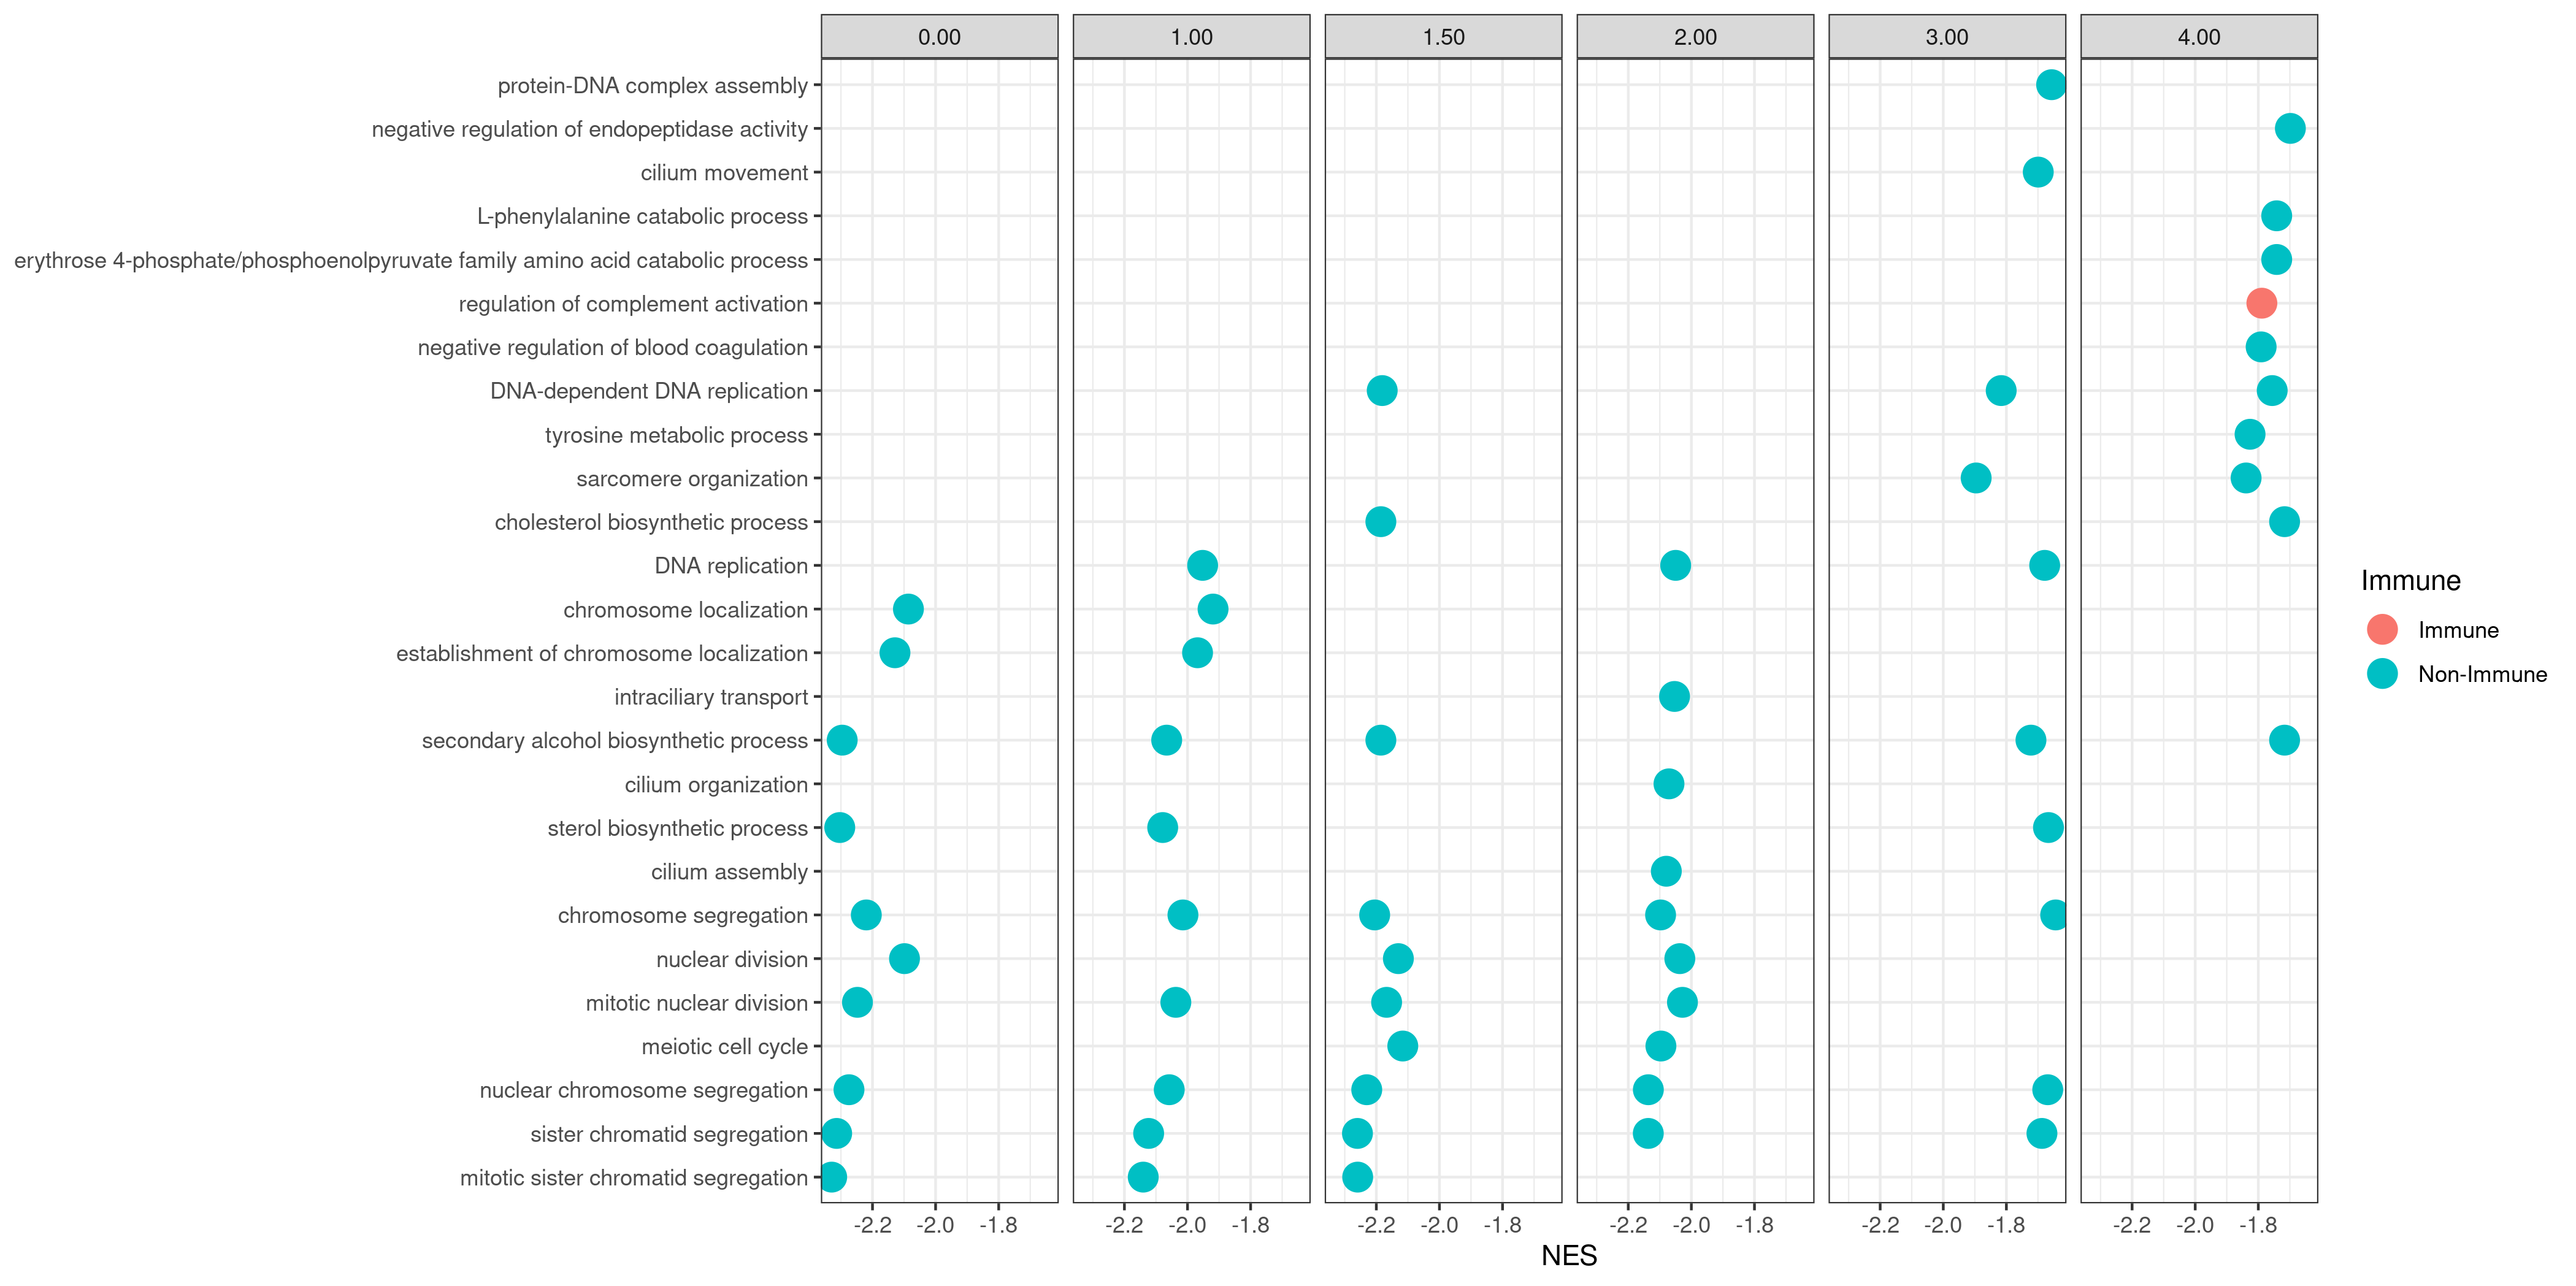 0.00 1.00 1.50 2.00 3.00 4.00
protein-DNA complex assembly
negative regulation of endopeptidase activity
cilium movement
L-phenylalanine catabolic process
erythrose 4-phosphate/phosphoenolpyruvate family amino acid catabolic process
regulation of complement activation
negative regulation of blood coagulation
DNA-dependent DNA replication
tyrosine metabolic process
sarcomere organization
cholesterol biosynthetic process
DNA replication
chromosome localization
establishment of chromosome localization
intraciliary transport
secondary alcohol biosynthetic process
cilium organization
sterol biosynthetic process
cilium assembly
chromosome segregation
nuclear division
mitotic nuclear division
meiotic cell cycle
nuclear chromosome segregation
sister chromatid segregation
mitotic sister chromatid segregation
-2.2 -2.0 -1.8 -2.2 -2.0 -1.8 -2.2 -2.0 -1.8 -2.2 -2.0 -1.8 -2.2 -2.0 -1.8 -2.2 -2.0 -1.8
NES
Immune
Immune
Non-Immune